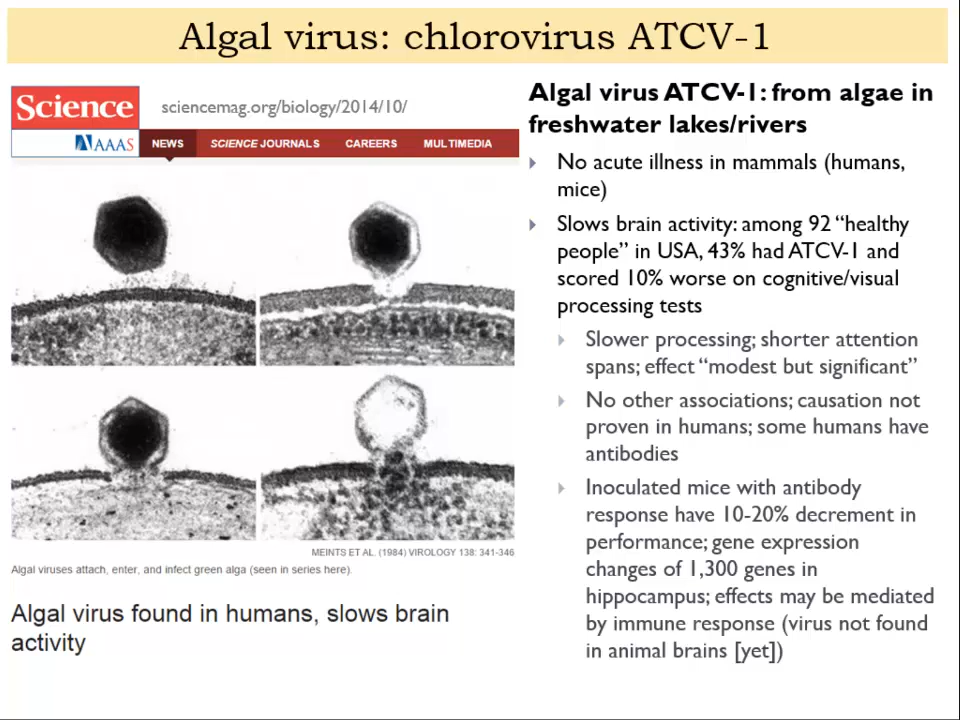 Algal virus: chlorovirus ATCV-1
Science
sciencemag.org/biology/2014/10/
AAAS
NEWS
SCIENCE JOURNALS
CAREERS
MULTIMEDIA
MEINTS ET AL. (1984) VIROLOGY 138: 341-346
Algal viruses attach, enter, and infect green alga (seen in series here).
Algal virus found in humans, slows brain
activity
Algal virus ATCV-1: from algae in
freshwater lakes/rivers
No acute illness in mammals (humans,
mice)
Slows brain activity: among 92 “healthy
people” in USA, 43% had ATCV-1 and
scored 10% worse on cognitive/visual
processing tests
Slower processing; shorter attention
spans; effect “modest but significant”
No other associations; causation not
proven in humans; some humans have
antibodies
Inoculated mice with antibody
response have 10-20% decrement in
performance; gene expression
changes of 1,300 genes in
hippocampus; effects may be mediated
by immune response (virus not found
in animal brains [yet])